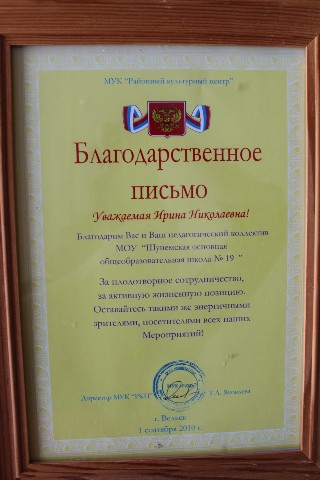 МУК "Районный культурный центр"
Благодарственное
письмо
Уважаемая Ирина Николаевна!
Благодарим Вас и Ваш педагогический коллектив
МОУ "Шунемская основная
общеобразовательная школа № 19 "
За плодотворное сотрудничество,
за активную жизненную позицию.
Оставайтесь такими же энергичными
зрителями, посетителями всех наших
Мероприятий!
Директор МУК "РКЦ"
г. Вельск
1 сентября 2010 г.